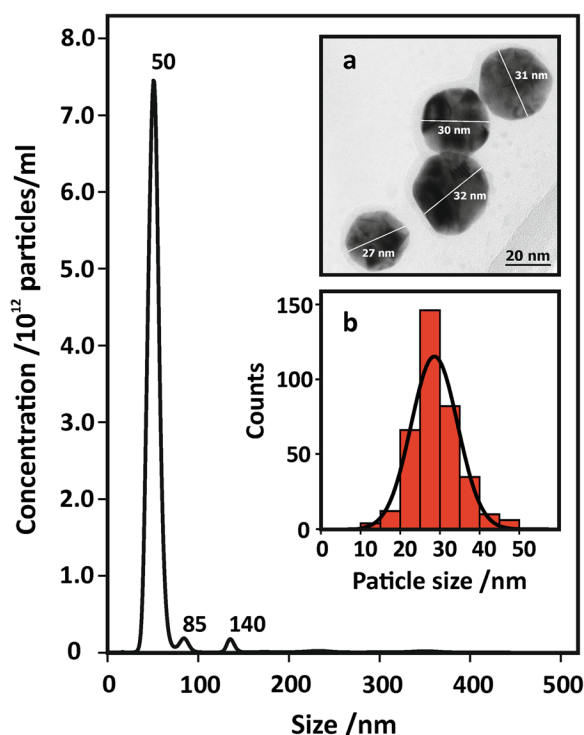 8.0
7.0
6.0
5.0
4.0
3.0
2.0
1.0
0
Concentration /10¹² particles/ml
50
85
140
0
100
200
300
400
500
Size /nm
a
31 nm
30 nm
32 nm
27 nm
20 nm
b
150
100
50
0
Counts
0
10
20
30
40
50
Paticle size /nm